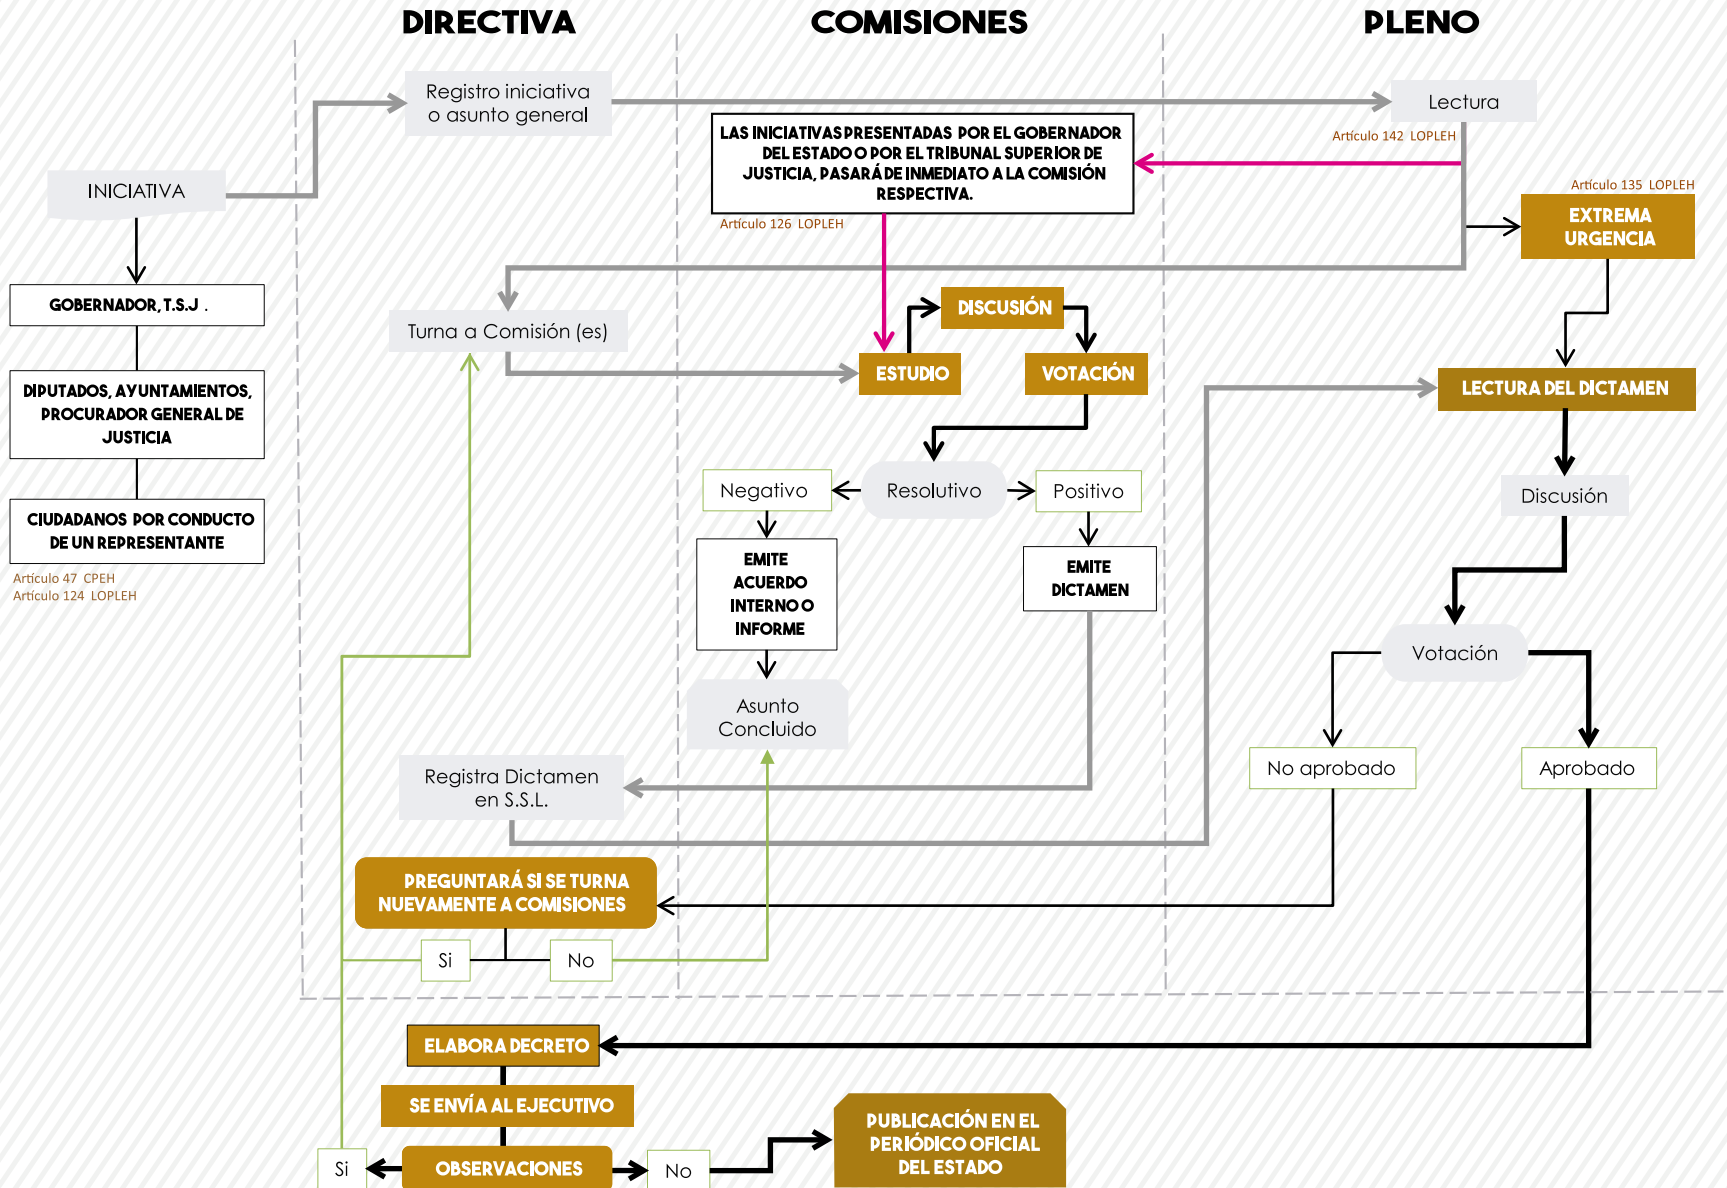 DIRECTIVA
COMISIONES
PLENO
Registro iniciativa
o asunto general
Lectura
Artículo 142 LOPLEH
LAS INICIATIVAS PRESENTADAS POR EL GOBERNADOR
DEL ESTADO O POR EL TRIBUNAL SUPERIOR DE
JUSTICIA, PASARÁ DE INMEDIATO A LA COMISIÓN
RESPECTIVA.
Artículo 126 LOPLEH
INICIATIVA
Artículo 135 LOPLEH
EXTREMA
URGENCIA
GOBERNADOR, T.S.J .
DIPUTADOS, AYUNTAMIENTOS,
PROCURADOR GENERAL DE
JUSTICIA
CIUDADANOS POR CONDUCTO
DE UN REPRESENTANTE
Artículo 47 CPEH
Artículo 124 LOPLEH
Turna a Comisión (es)
DISCUSIÓN
ESTUDIO
VOTACIÓN
LECTURA DEL DICTAMEN
Negativo
Resolutivo
Positivo
Discusión
EMITE
ACUERDO
INTERNO O
INFORME
EMITE
DICTAMEN
Votación
Asunto
Concluido
Registra Dictamen
en S.S.L.
No aprobado
Aprobado
PREGUNTARÁ SI SE TURNA
NUEVAMENTE A COMISIONES
Si
No
ELABORA DECRETO
SE ENVÍA AL EJECUTIVO
OBSERVACIONES
Si
No
PUBLICACIÓN EN EL
PERIÓDICO OFICIAL
DEL ESTADO